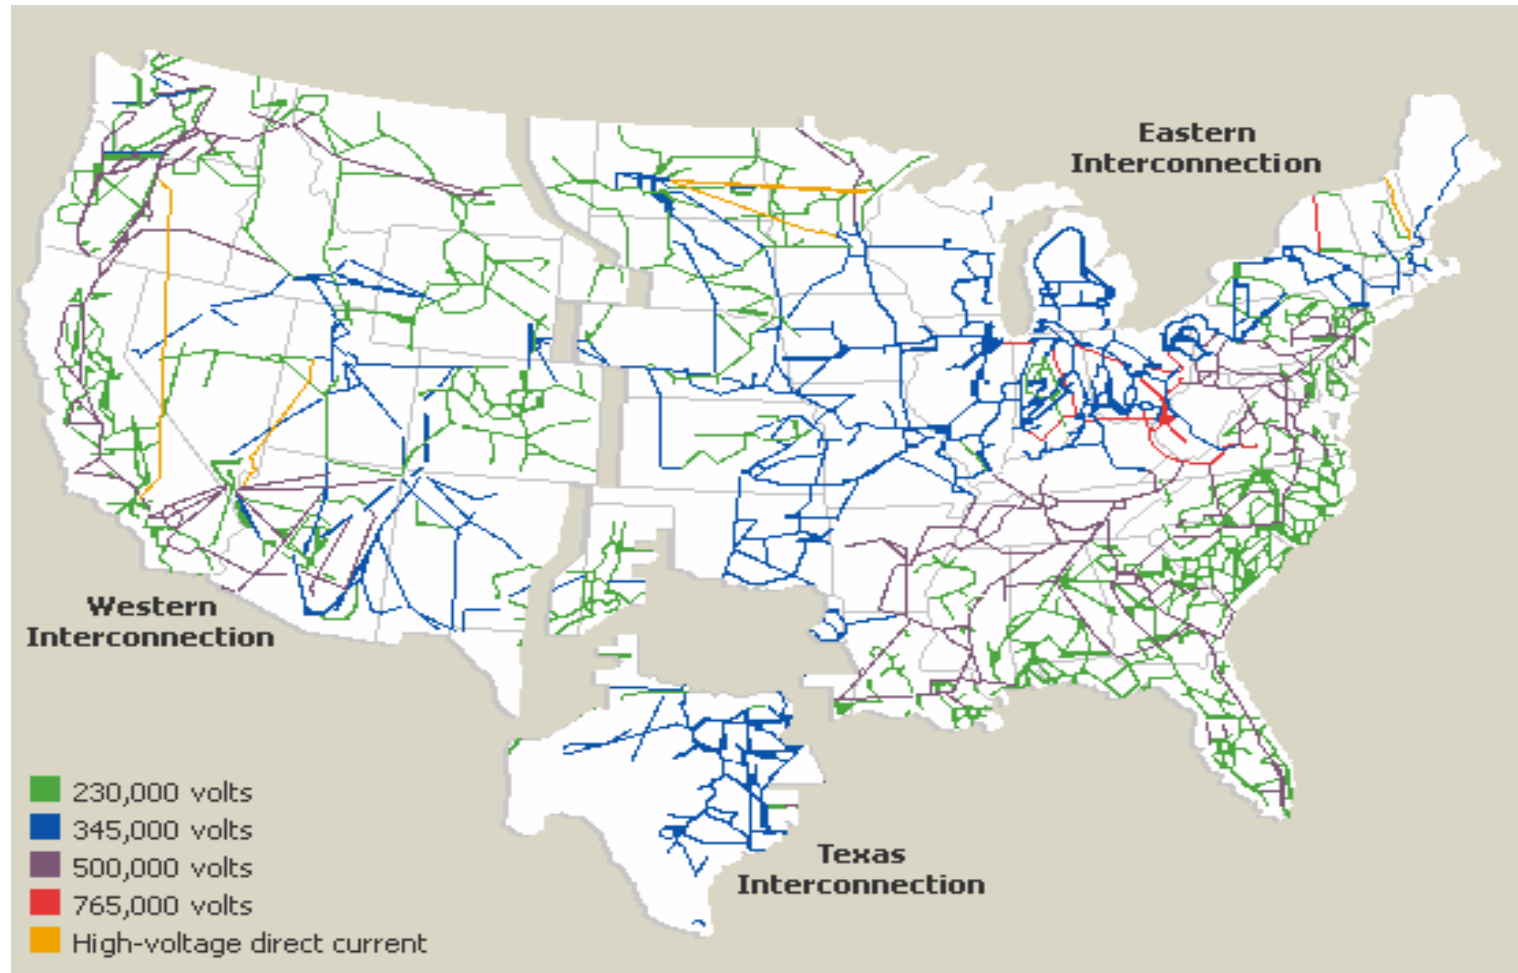 Eastern
Interconnection
Western
Interconnection
Texas
Interconnection
230,000 volts
345,000 volts
500,000 volts
765,000 volts
High-voltage direct current